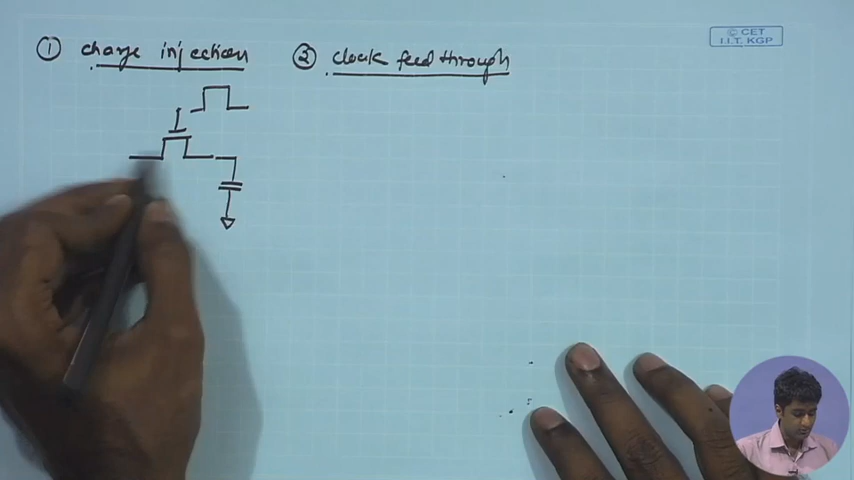 ① charge injection ② clock feed through
© CET
I.I.T. KGP